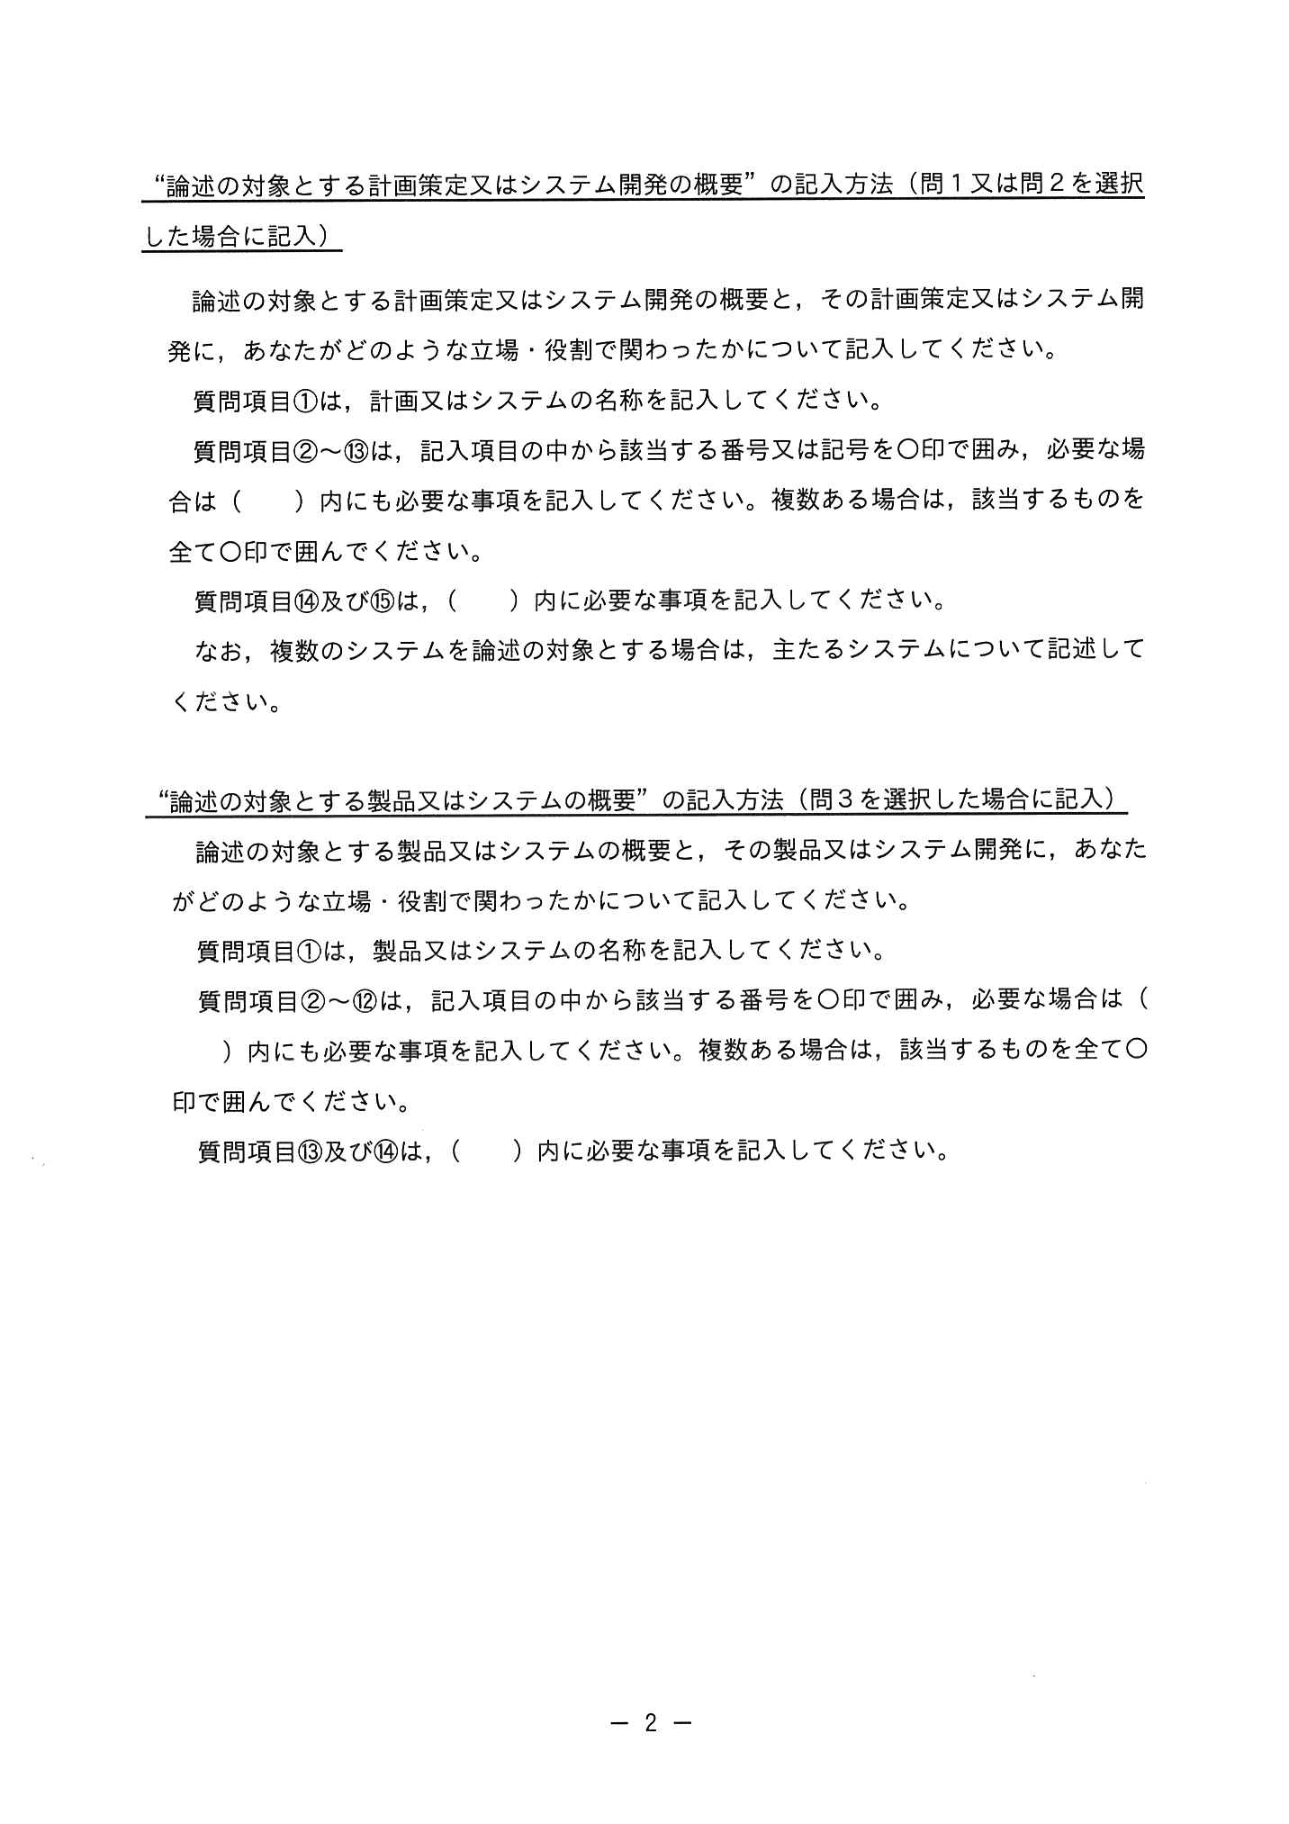 “論述の対象とする計画策定又はシステム開発の概要”の記入方法（問１又は問２を選択
した場合に記入）
論述の対象とする計画策定又はシステム開発の概要と，その計画策定又はシステム開
発に，あなたがどのような立場・役割で関わったかについて記入してください。
質問項目①は，計画又はシステムの名称を記入してください。
質問項目②～⑬は，記入項目の中から該当する番号又は記号を〇印で囲み，必要な場
合は（　　）内にも必要な事項を記入してください。複数ある場合は，該当するものを
全て〇印で囲んでください。
質問項目⑭及び⑮は，（　　）内に必要な事項を記入してください。
なお，複数のシステムを論述の対象とする場合は，主たるシステムについて記述して
ください。
“論述の対象とする製品又はシステムの概要”の記入方法（問３を選択した場合に記入）
論述の対象とする製品又はシステムの概要と，その製品又はシステム開発に，あなた
がどのような立場・役割で関わったかについて記入してください。
質問項目①は，製品又はシステムの名称を記入してください。
質問項目②～⑫は，記入項目の中から該当する番号を〇印で囲み，必要な場合は（
）内にも必要な事項を記入してください。複数ある場合は，該当するものを全て〇
印で囲んでください。
質問項目⑬及び⑭は，（　　）内に必要な事項を記入してください。
－ 2 －